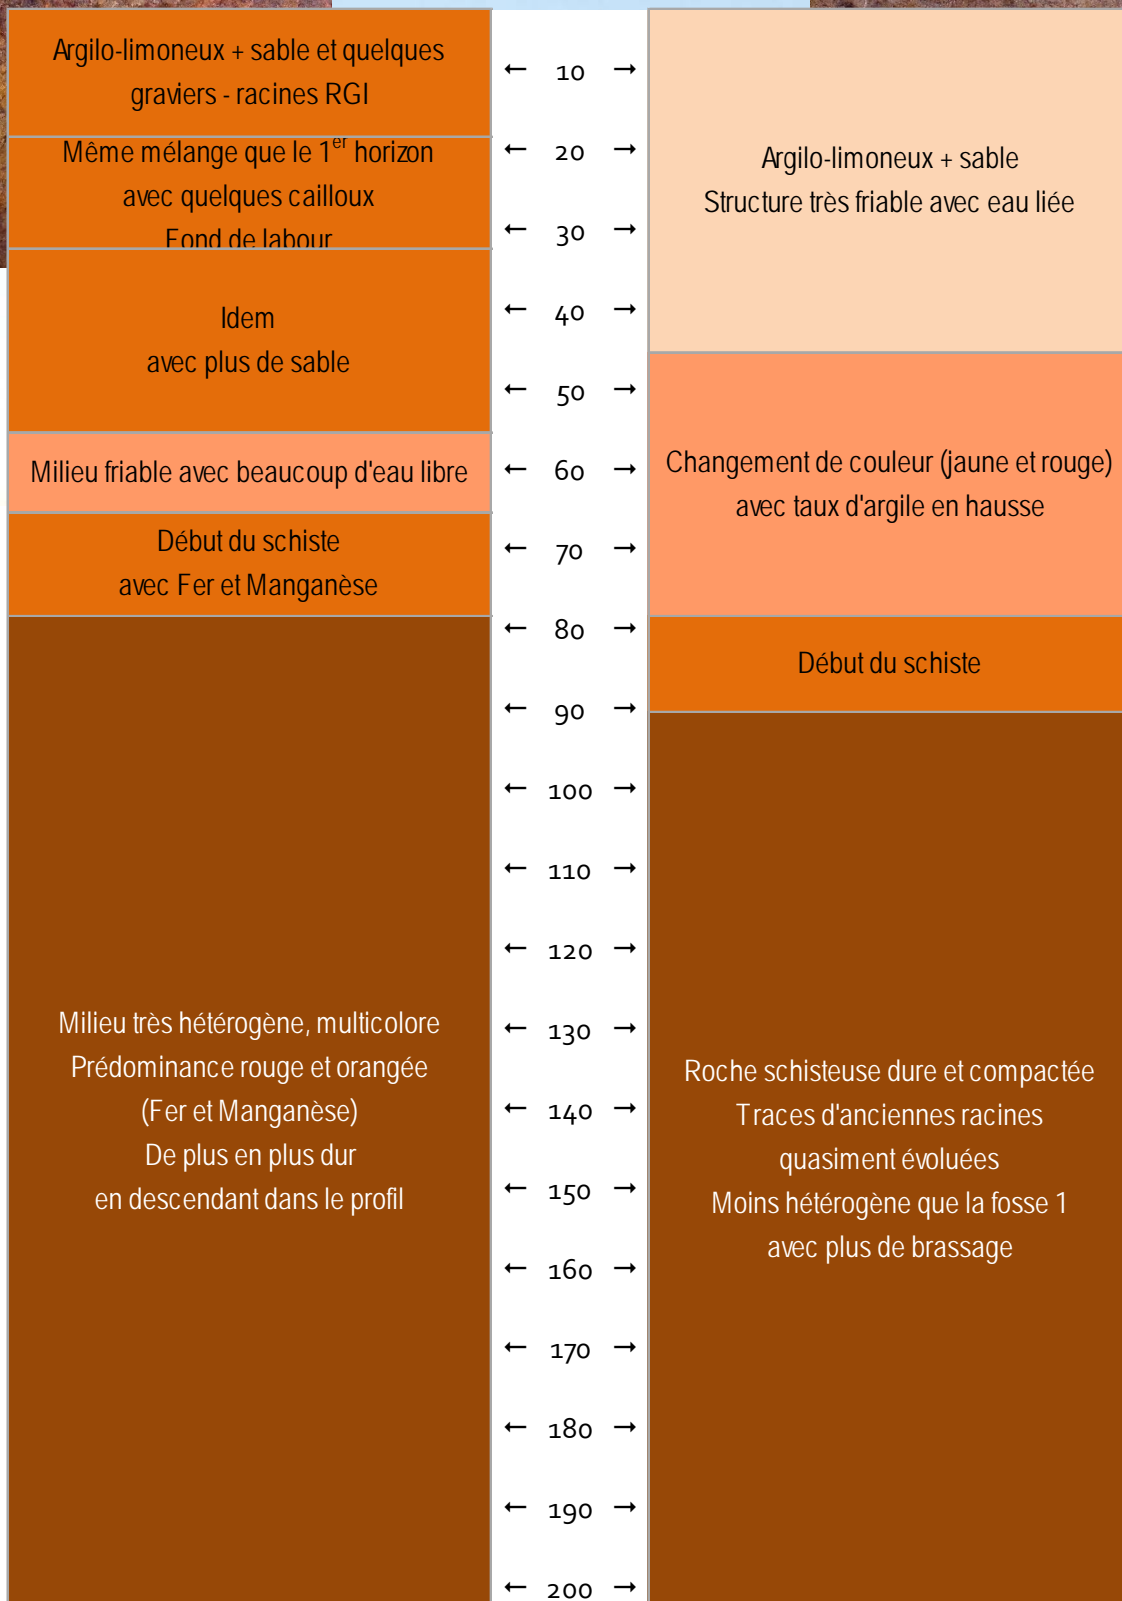 Argilo-limoneux + sable et quelques
graviers - racines RGI
Même mélange que le 1er horizon
avec quelques cailloux
Fond de labour
Idem
avec plus de sable
Milieu friable avec beaucoup d'eau libre
Début du schiste
avec Fer et Manganèse
Milieu très hétérogène, multicolore
Prédominance rouge et orangée
(Fer et Manganèse)
De plus en plus dur
en descendant dans le profil
← 10 →
← 20 →
← 30 →
← 40 →
← 50 →
← 60 →
← 70 →
← 80 →
← 90 →
← 100 →
← 110 →
← 120 →
← 130 →
← 140 →
← 150 →
← 160 →
← 170 →
← 180 →
← 190 →
← 200 →
Argilo-limoneux + sable
Structure très friable avec eau liée
Changement de couleur (jaune et rouge)
avec taux d'argile en hausse
Début du schiste
Roche schisteuse dure et compactée
Traces d'anciennes racines
quasiment évoluées
Moins hétérogène que la fosse 1
avec plus de brassage